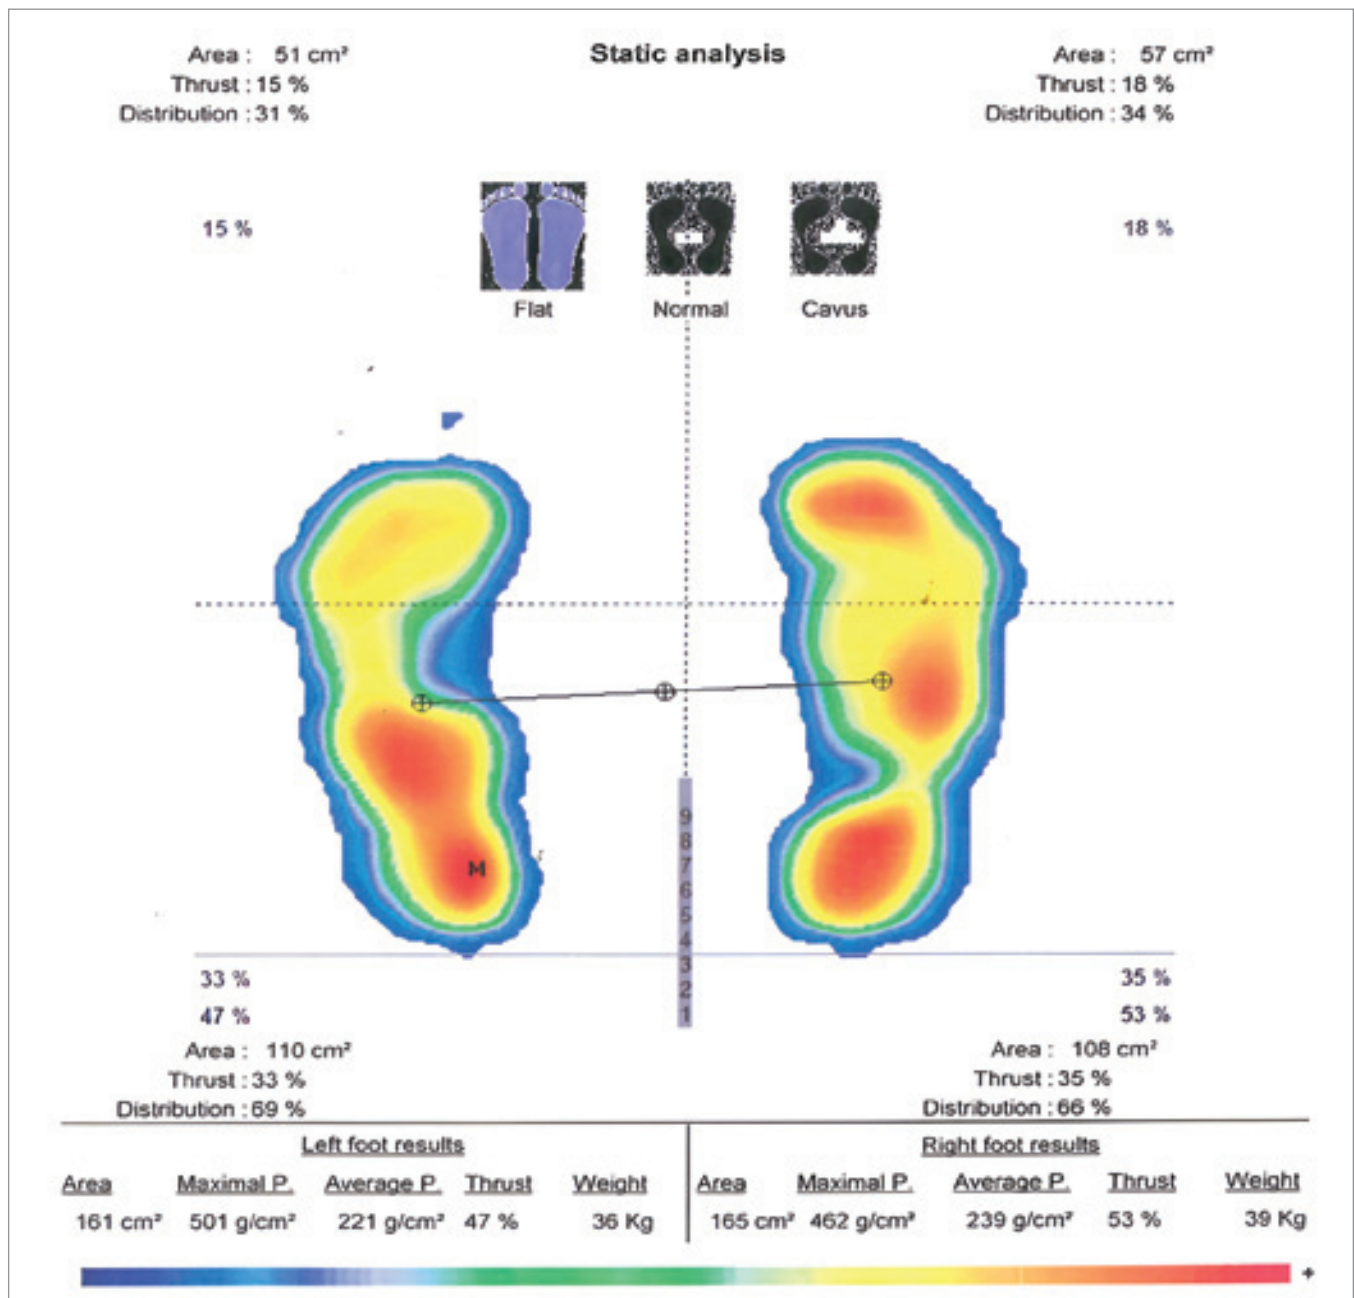 Static analysis
Area : 51 cm²
Thrust : 15 %
Distribution : 31 %
Area : 57 cm²
Thrust : 18 %
Distribution : 34 %
15 %
18 %
Flat
Normal
Cavus
M
9
8
7
6
5
4
3
2
1
33 %
47 %
35 %
53 %
Area : 110 cm²
Thrust : 33 %
Distribution : 69 %
Area : 108 cm²
Thrust : 35 %
Distribution : 66 %
Left foot results
Area Maximal P. Average P. Thrust Weight
161 cm² 501 g/cm² 221 g/cm² 47 % 36 Kg
Right foot results
Area Maximal P. Average P. Thrust Weight
165 cm² 462 g/cm² 239 g/cm² 53 % 39 Kg
+